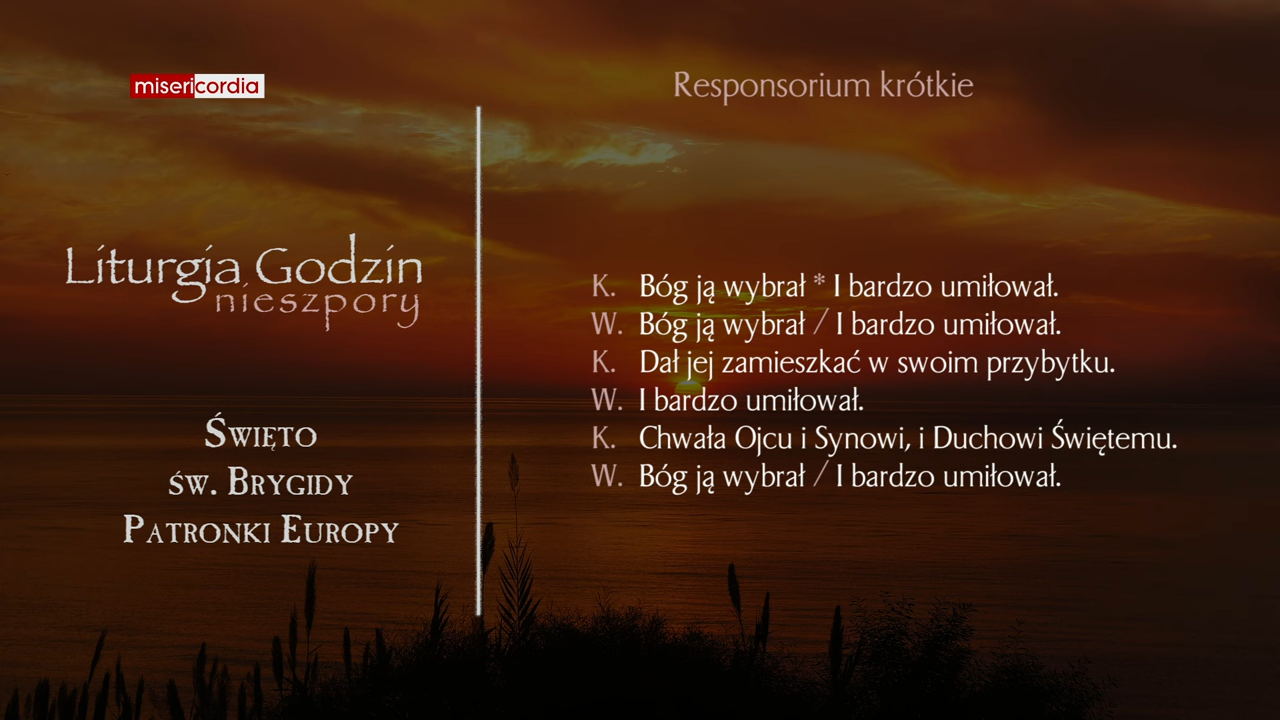 misericordia
Liturgia Godzin
nieszpory
Święto
św. Brygidy
Patronki Europy
Responsorium krótkie
K. Bóg ją wybrał * I bardzo umiłował.
W. Bóg ją wybrał / I bardzo umiłował.
K. Dał jej zamieszkać w swoim przybytku.
W. I bardzo umiłował.
K. Chwała Ojcu i Synowi, i Duchowi Świętemu.
W. Bóg ją wybrał / I bardzo umiłował.